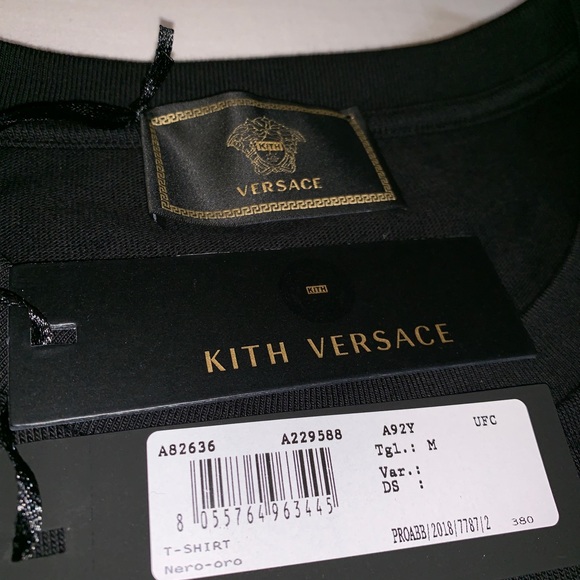 KITH
VERSACE
KITH
KITH VERSACE
A82636 A229588 A92Y UFC
Tgl.: M
Var.:
DS :
8 055764 963445
T-SHIRT
Nero-oro
PROABB/2018/7787/2 380